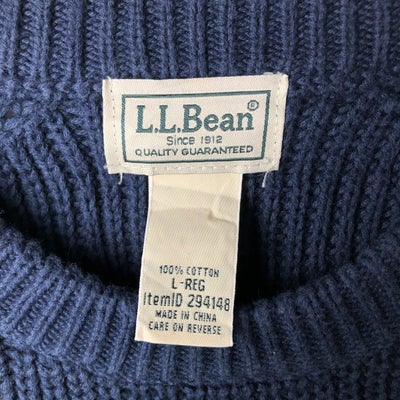 L.L.Bean®
Since 1912
QUALITY GUARANTEED
100% COTTON
L-REG
ItemID 294148
MADE IN CHINA
CARE ON REVERSE